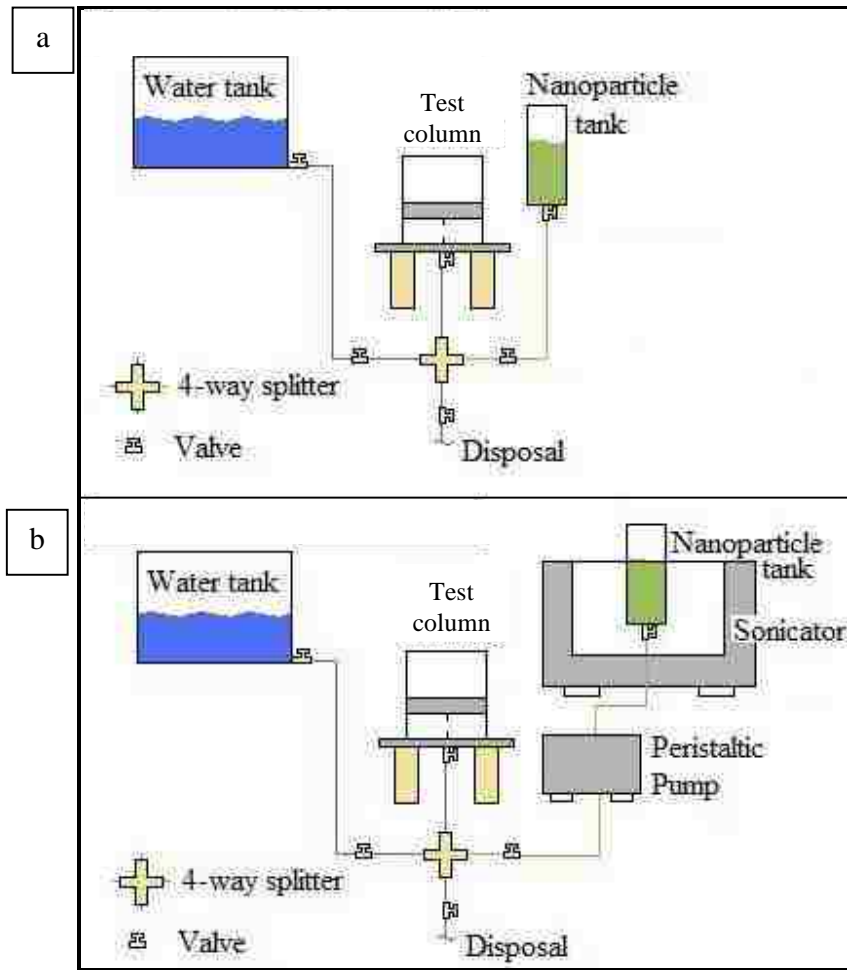 a
Water tank
Test
column
Nanoparticle
tank
4-way splitter
Valve
Disposal
b
Water tank
Test
column
Nanoparticle
tank
Sonicator
Peristaltic
Pump
4-way splitter
Valve
Disposal